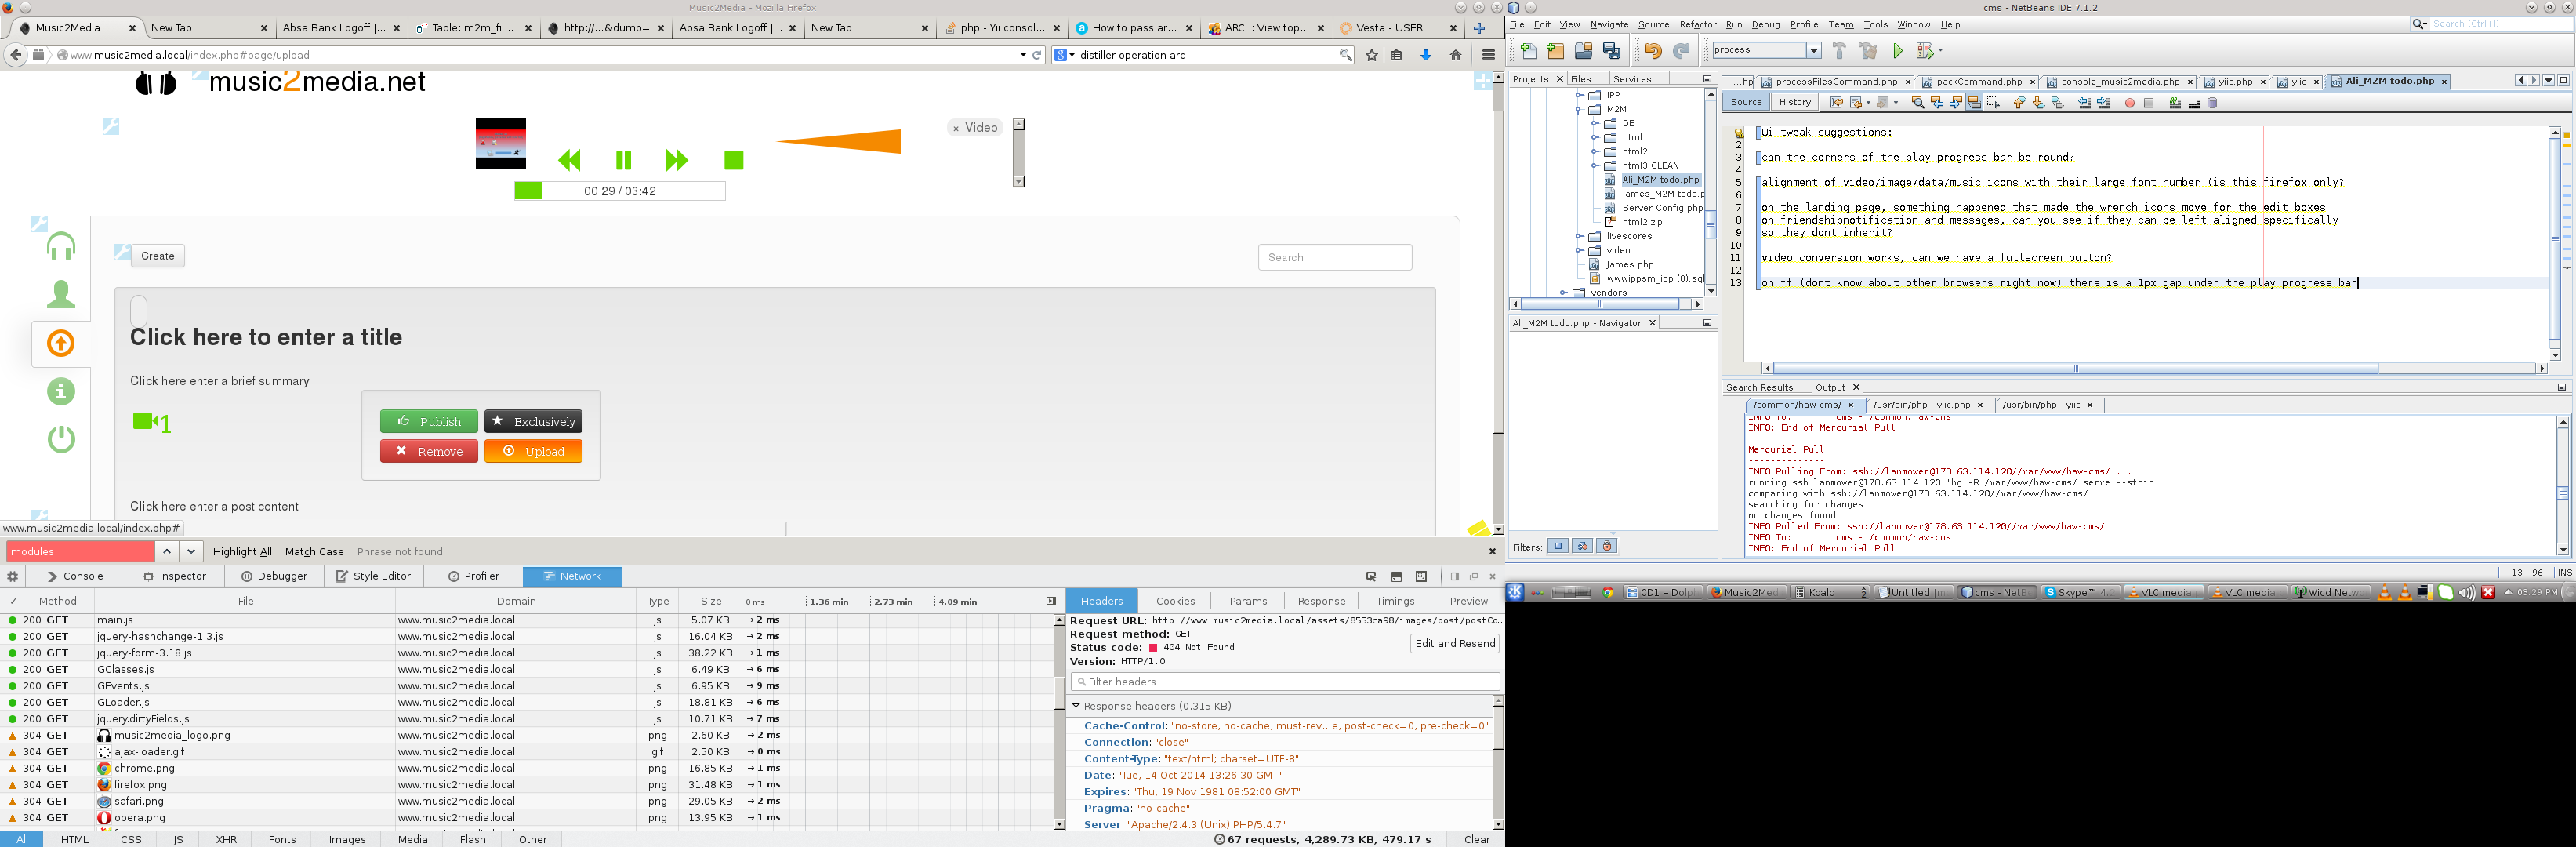 Music2Media - Mozilla Firefox
Music2Media
New Tab
Absa Bank Logoff |...
Table: m2m_fil...
http://...&dump=
Absa Bank Logoff |...
New Tab
php - Yii consol...
How to pass ar...
ARC :: View top...
Vesta - USER
www.music2media.local/index.php#page/upload
distiller operation arc
music2media.net
× Video
00:29 / 03:42
Create
Search
Click here to enter a title
Click here enter a brief summary
1
Publish
Exclusively
Remove
Upload
Click here enter a post content
www.music2media.local/index.php#
modules
Highlight All
Match Case
Phrase not found
Console
Inspector
Debugger
Style Editor
Profiler
Network
✓ Method File Domain Type Size 0 ms 1.36 min 2.73 min 4.09 min
200 GET main.js www.music2media.local js 5.07 KB → 2 ms
200 GET jquery-hashchange-1.3.js www.music2media.local js 16.04 KB → 2 ms
200 GET jquery-form-3.18.js www.music2media.local js 38.22 KB → 1 ms
200 GET GClasses.js www.music2media.local js 6.49 KB → 6 ms
200 GET GEvents.js www.music2media.local js 6.95 KB → 9 ms
200 GET GLoader.js www.music2media.local js 18.81 KB → 6 ms
200 GET jquery.dirtyFields.js www.music2media.local js 10.71 KB → 7 ms
304 GET music2media_logo.png www.music2media.local png 2.60 KB → 2 ms
304 GET ajax-loader.gif www.music2media.local gif 2.50 KB → 0 ms
304 GET chrome.png www.music2media.local png 16.85 KB → 1 ms
304 GET firefox.png www.music2media.local png 31.48 KB → 1 ms
304 GET safari.png www.music2media.local png 29.05 KB → 2 ms
304 GET opera.png www.music2media.local png 13.95 KB → 1 ms
All HTML CSS JS XHR Fonts Images Media Flash Other
67 requests, 4,289.73 KB, 479.17 s
Clear
Headers Cookies Params Response Timings Preview
Request URL: http://www.music2media.local/assets/8553ca98/images/post/postCo...
Request method: GET
Edit and Resend
Status code: 404 Not Found
Version: HTTP/1.0
Filter headers
Response headers (0.315 KB)
Cache-Control: "no-store, no-cache, must-rev...e, post-check=0, pre-check=0"
Connection: "close"
Content-Type: "text/html; charset=UTF-8"
Date: "Tue, 14 Oct 2014 13:26:30 GMT"
Expires: "Thu, 19 Nov 1981 08:52:00 GMT"
Pragma: "no-cache"
Server: "Apache/2.4.3 (Unix) PHP/5.4.7"
cms - NetBeans IDE 7.1.2
File Edit View Navigate Source Refactor Run Debug Profile Team Tools Window Help
Search (Ctrl+I)
process
Projects Files Services
IPP
M2M
DB
html
html2
html3 CLEAN
Ali_M2M todo.php
James_M2M todo.p
Server Config.php
html2.zip
livescores
video
James.php
wwwippsm_ipp (8).sql
vendors
Ali_M2M todo.php - Navigator
Filters:
...hp
processFilesCommand.php
packCommand.php
console_music2media.php
yiic.php
yiic
Ali_M2M todo.php
Source History
Ui tweak suggestions:
2
3 can the corners of the play progress bar be round?
4
5 alignment of video/image/data/music icons with their large font number (is this firefox only?
6
7 on the landing page, something happened that made the wrench icons move for the edit boxes
8 on friendshipnotification and messages, can you see if they can be left aligned specifically
9 so they dont inherit?
10
11 video conversion works, can we have a fullscreen button?
12
13 on ff (dont know about other browsers right now) there is a 1px gap under the play progress bar
Search Results Output
/common/haw-cms/
/usr/bin/php - yiic.php
/usr/bin/php - yiic
INFO To: cms - /common/haw-cms
INFO: End of Mercurial Pull
Mercurial Pull
--------------
INFO Pulling From: ssh://lanmower@178.63.114.120//var/www/haw-cms/ ...
running ssh lanmower@178.63.114.120 'hg -R /var/www/haw-cms/ serve --stdio'
comparing with ssh://lanmower@178.63.114.120//var/www/haw-cms/
searching for changes
no changes found
INFO Pulled From: ssh://lanmower@178.63.114.120//var/www/haw-cms/
INFO To: cms - /common/haw-cms
INFO: End of Mercurial Pull
13 | 96 INS
CD1 - Dolp
Music2Med
Kcalc
2
Untitled [m
cms - NetB
Skype™ 4.
VLC media
VLC media
Wicd Netw
03:29 PM